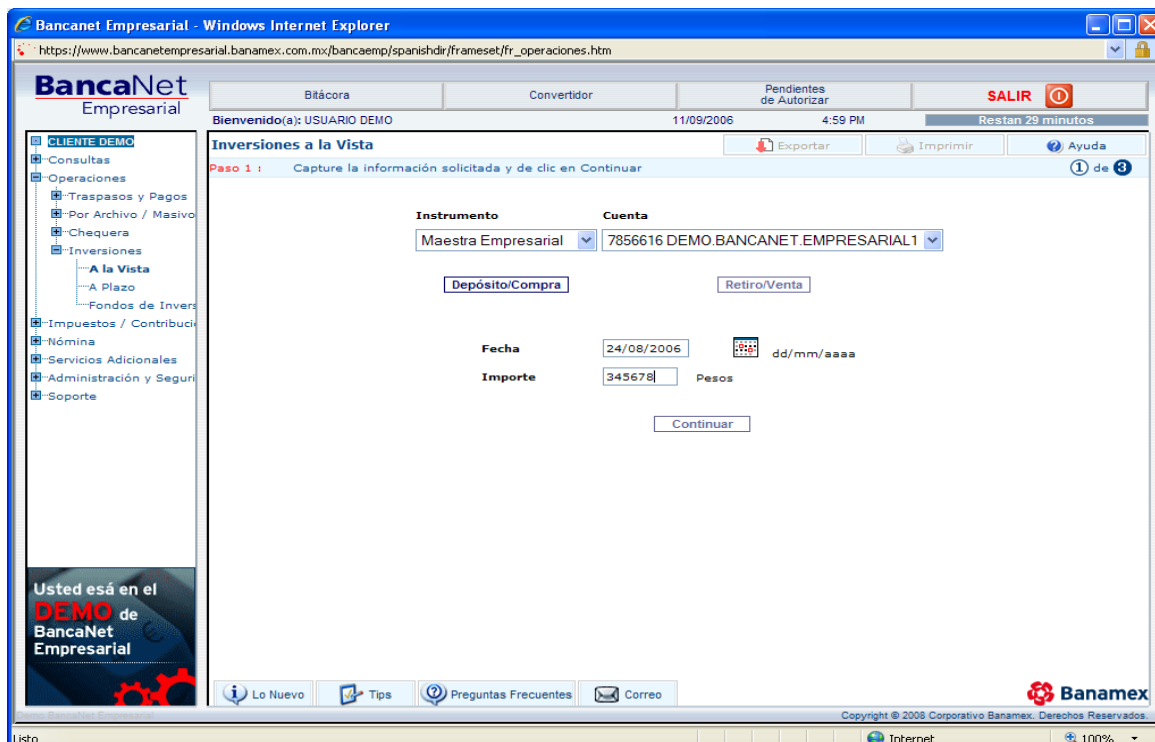 Bancanet Empresarial - Windows Internet Explorer
https://www.bancanetempresarial.banamex.com.mx/bancaemp/spanishdir/frameset/fr_operaciones.htm
BancaNet
Empresarial
Bitácora
Convertidor
Pendientes
de Autorizar
SALIR
Bienvenido(a): USUARIO DEMO 11/09/2006 4:59 PM Restan 29 minutos
CLIENTE DEMO
Consultas
Operaciones
Traspasos y Pagos
Por Archivo / Masivo
Chequera
Inversiones
A la Vista
A Plazo
Fondos de Invers
Impuestos / Contribuci
Nómina
Servicios Adicionales
Administración y Seguri
Soporte
Inversiones a la Vista
Exportar
Imprimir
Ayuda
Paso 1 : Capture la información solicitada y de clic en Continuar 1 de 3
Instrumento Cuenta
Maestra Empresarial 7856616 DEMO.BANCANET.EMPRESARIAL1
Depósito/Compra Retiro/Venta
Fecha 24/08/2006 dd/mm/aaaa
Importe 345678 Pesos
Continuar
Usted esá en el
DEMO de
BancaNet
Empresarial
Lo Nuevo Tips Preguntas Frecuentes Correo
Banamex
Demo BancaNet Empresarial
Copyright © 2008 Corporativo Banamex. Derechos Reservados.
Listo Internet 100%